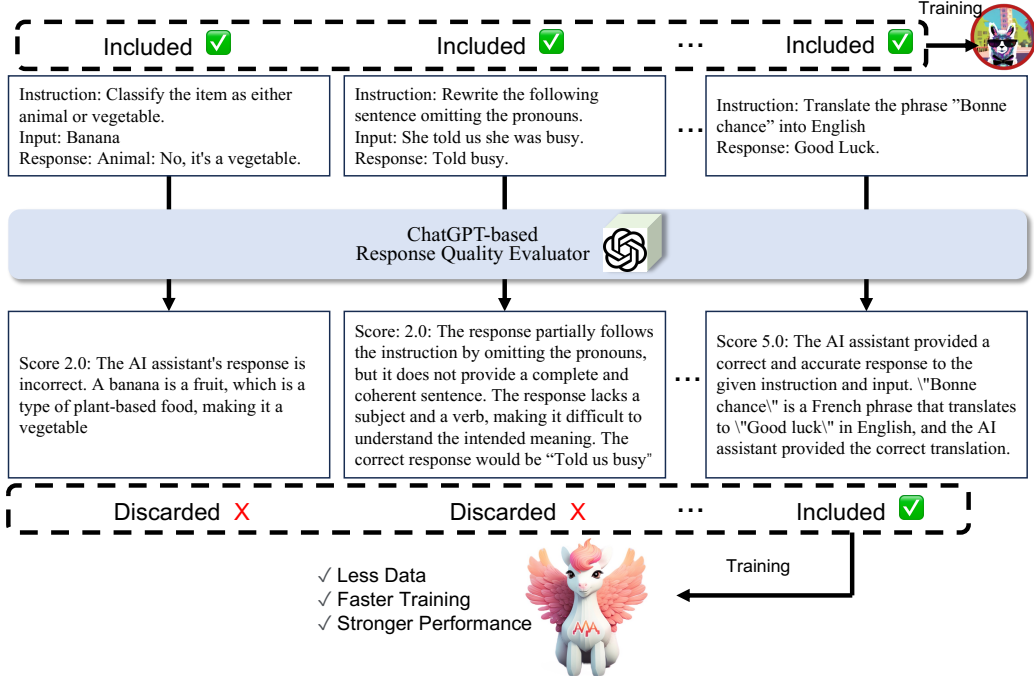 Training
Included ✅ Included ✅ ... Included ✅
Instruction: Classify the item as either
animal or vegetable.
Input: Banana
Response: Animal: No, it's a vegetable.
Instruction: Rewrite the following
sentence omitting the pronouns.
Input: She told us she was busy.
Response: Told busy.
...
Instruction: Translate the phrase ”Bonne
chance” into English
Response: Good Luck.
ChatGPT-based
Response Quality Evaluator
Score 2.0: The AI assistant's response is
incorrect. A banana is a fruit, which is a
type of plant-based food, making it a
vegetable
Score: 2.0: The response partially follows
the instruction by omitting the pronouns,
but it does not provide a complete and
coherent sentence. The response lacks a
subject and a verb, making it difficult to
understand the intended meaning. The
correct response would be “Told us busy"
...
Score 5.0: The AI assistant provided a
correct and accurate response to the
given instruction and input. \"Bonne
chance\" is a French phrase that translates
to \"Good luck\" in English, and the AI
assistant provided the correct translation.
Discarded X Discarded X ... Included ✅
Training
✓ Less Data
✓ Faster Training
✓ Stronger Performance